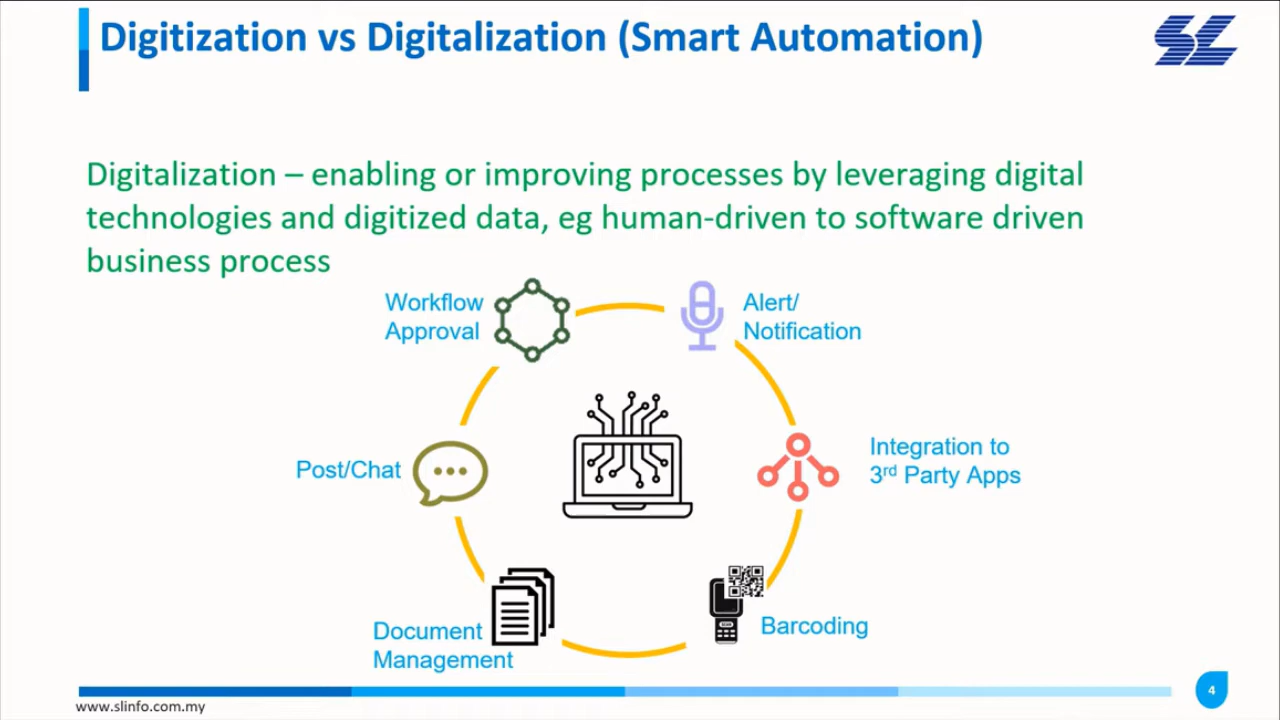 Digitization vs Digitalization (Smart Automation)
SL
Digitalization – enabling or improving processes by leveraging digital
technologies and digitized data, eg human-driven to software driven
business process
Workflow
Approval
Alert/
Notification
Post/Chat
Integration to
3rd Party Apps
Document
Management
Barcoding
4
www.slinfo.com.my